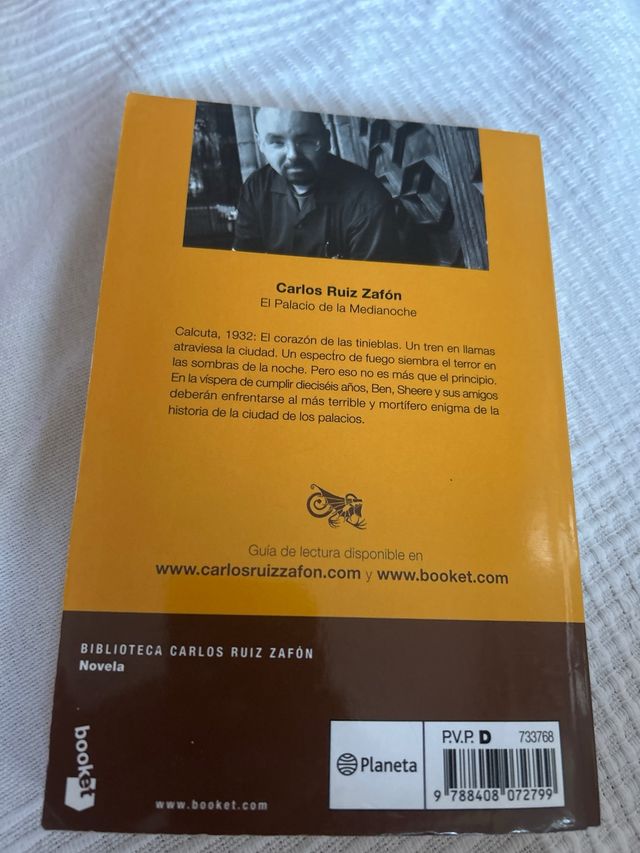 Carlos Ruiz Zafón
El Palacio de la Medianoche
Calcuta, 1932: El corazón de las tinieblas. Un tren en llamas
atraviesa la ciudad. Un espectro de fuego siembra el terror en
las sombras de la noche. Pero eso no es más que el principio.
En la víspera de cumplir dieciséis años, Ben, Sheere y sus amigos
deberán enfrentarse al más terrible y mortífero enigma de la
historia de la ciudad de los palacios.
Guía de lectura disponible en
www.carlosruizzafon.com y www.booket.com
BIBLIOTECA CARLOS RUIZ ZAFÓN
Novela
booket
www.booket.com
Planeta
P.V.P. D 733768
9 788408 072799